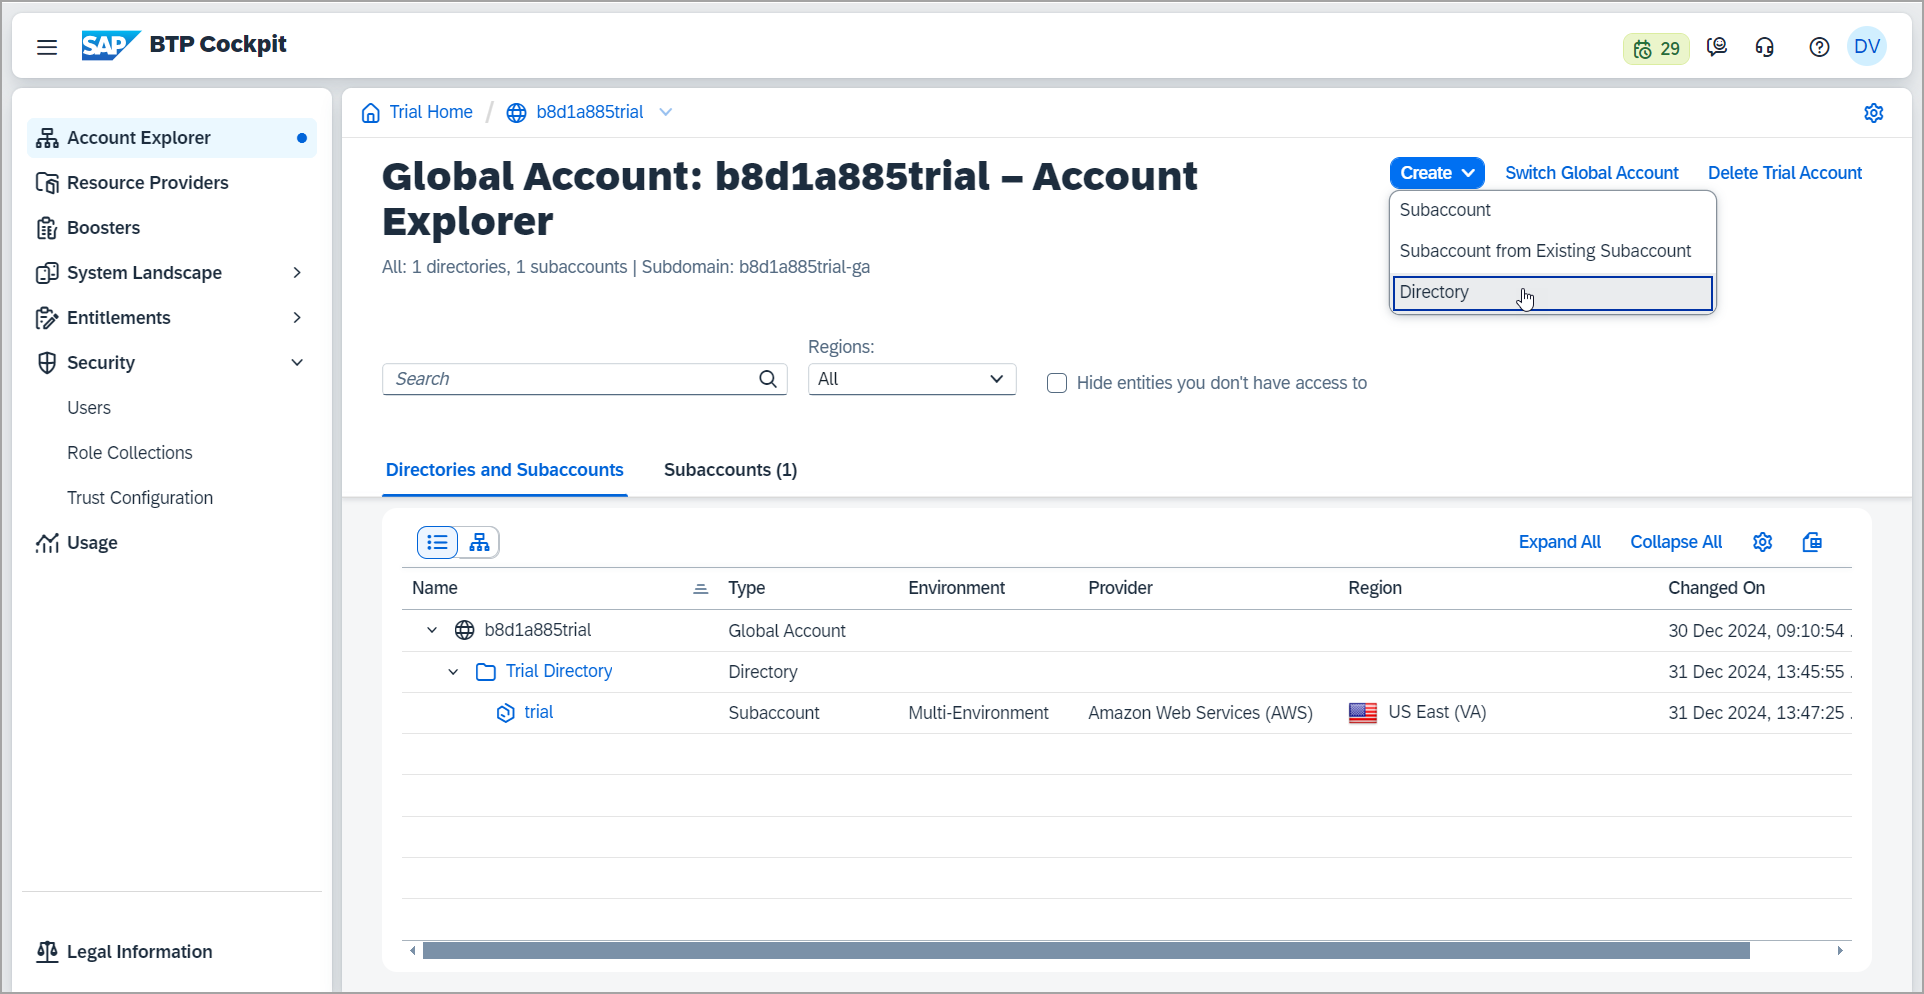 SAP BTP Cockpit
29
DV
Account Explorer
Resource Providers
Boosters
System Landscape
Entitlements
Security
Users
Role Collections
Trust Configuration
Usage
Legal Information
Trial Home / b8d1a885trial
Global Account: b8d1a885trial – Account
Explorer
All: 1 directories, 1 subaccounts | Subdomain: b8d1a885trial-ga
Create
Switch Global Account
Delete Trial Account
Subaccount
Subaccount from Existing Subaccount
Directory
Search
Regions:
All
Hide entities you don't have access to
Directories and Subaccounts
Subaccounts (1)
Expand All
Collapse All
Name Type Environment Provider Region Changed On
b8d1a885trial Global Account 30 Dec 2024, 09:10:54 .
Trial Directory Directory 31 Dec 2024, 13:45:55 .
trial Subaccount Multi-Environment Amazon Web Services (AWS) US East (VA) 31 Dec 2024, 13:47:25 .